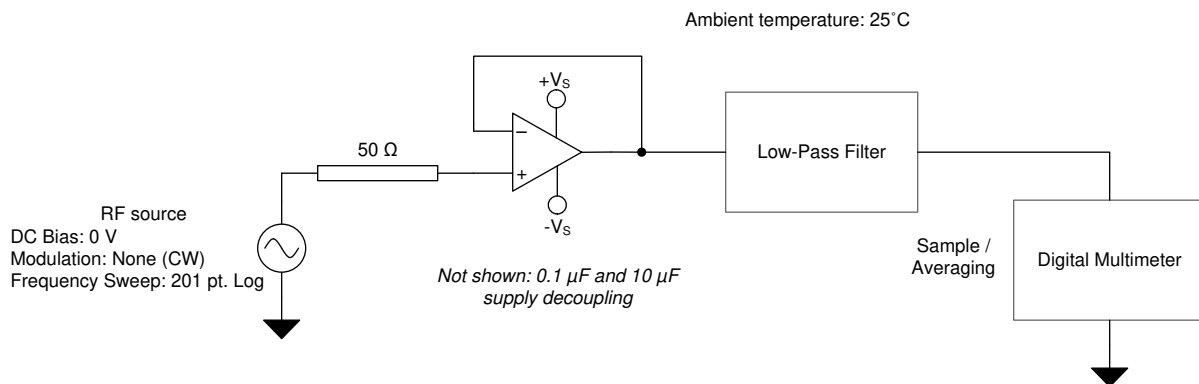 Ambient temperature: 25˚C
+VS
50 Ω
−
+
Low-Pass Filter
-VS
RF source
DC Bias: 0 V
Modulation: None (CW)
Frequency Sweep: 201 pt. Log
Not shown: 0.1 µF and 10 µF
supply decoupling
Sample /
Averaging
Digital Multimeter